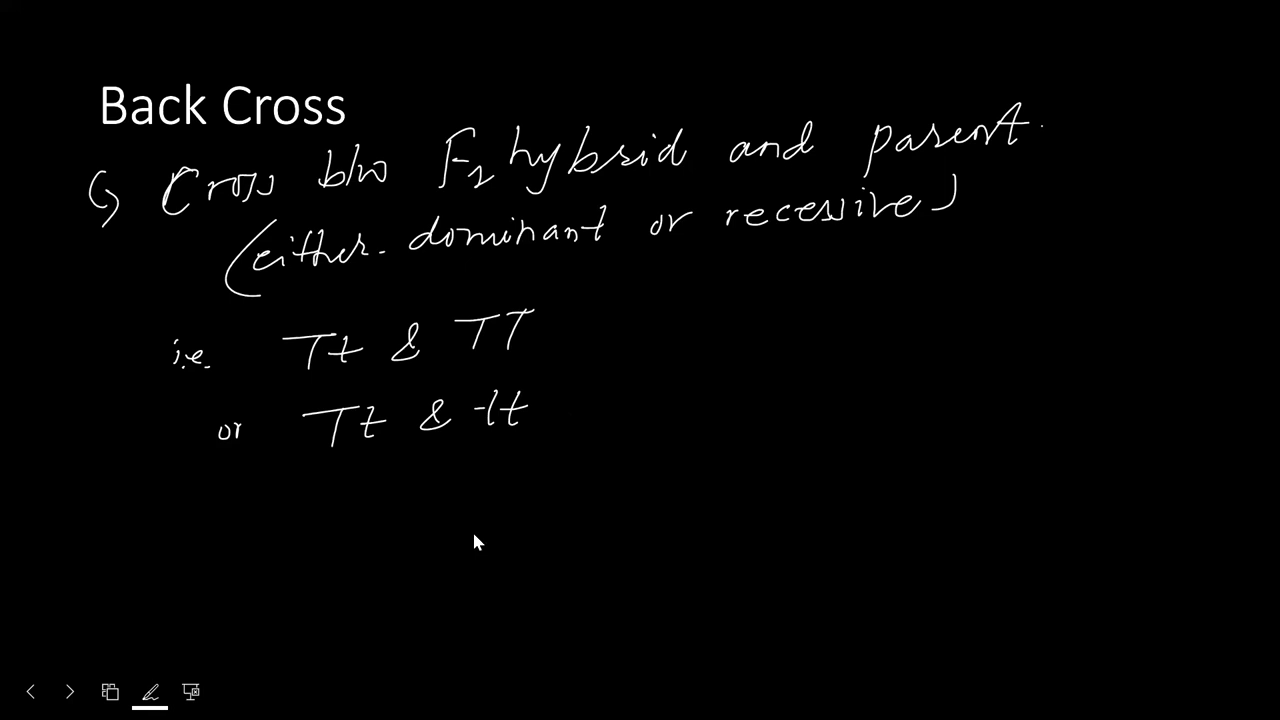 Back Cross
↳ Cross b/w F1 hybrid and parent.
(either dominant or recessive)
i.e. Tt & TT
or Tt & tt